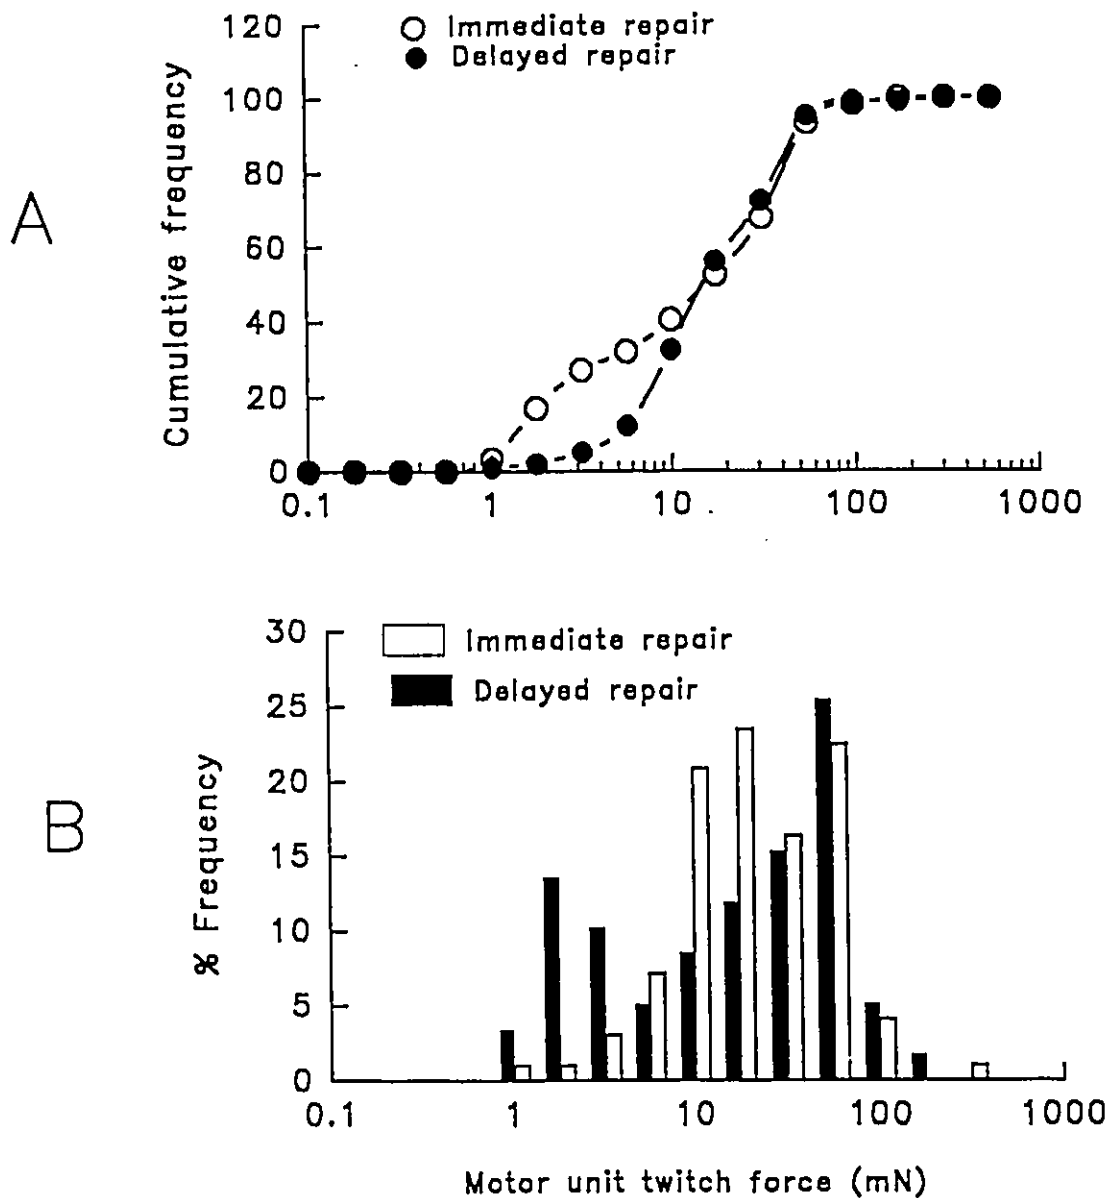 A
Cumulative frequency
120
100
80
60
40
20
0
Immediate repair
Delayed repair
0.1 1 10 100 1000
B
% Frequency
30
25
20
15
10
5
0
Immediate repair
Delayed repair
0.1 1 10 100 1000
Motor unit twitch force (mN)